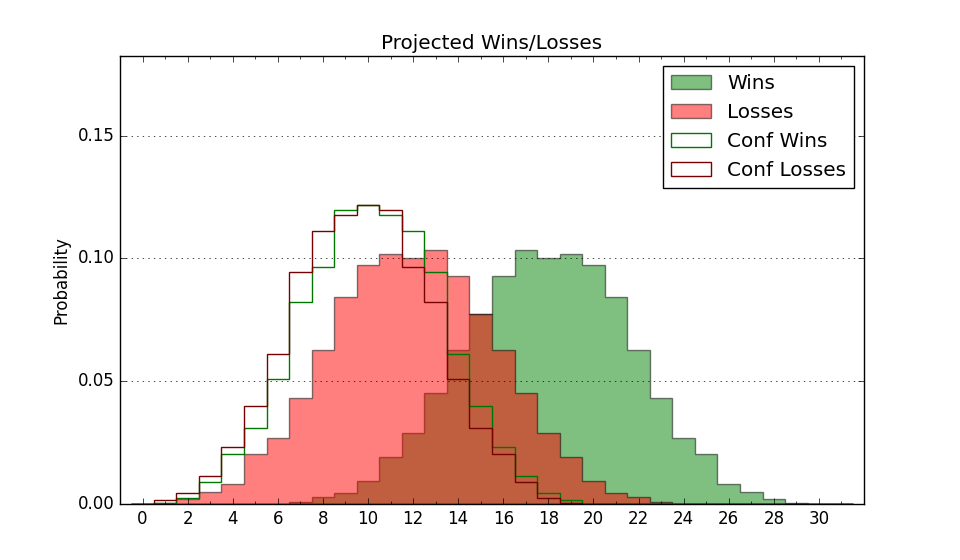 Projected Wins/Losses
Wins
Losses
Conf Wins
Conf Losses
Probability
0.15
0.10
0.05
0.00
0 2 4 6 8 10 12 14 16 18 20 22 24 26 28 30